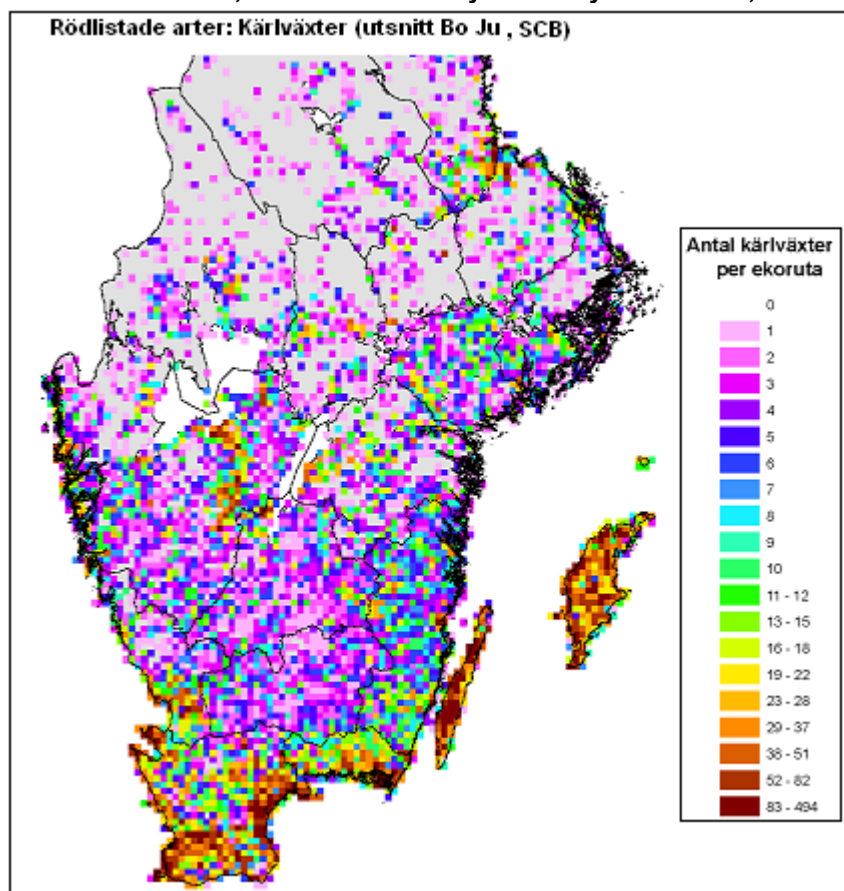 Rödlistade arter: Kärlväxter (utsnitt Bo Ju , SCB)
Antal kärlväxter
per ekoruta
0
1
2
3
4
5
6
7
8
9
10
11 - 12
13 - 15
16 - 18
19 - 22
23 - 28
29 - 37
38 - 51
52 - 82
83 - 494